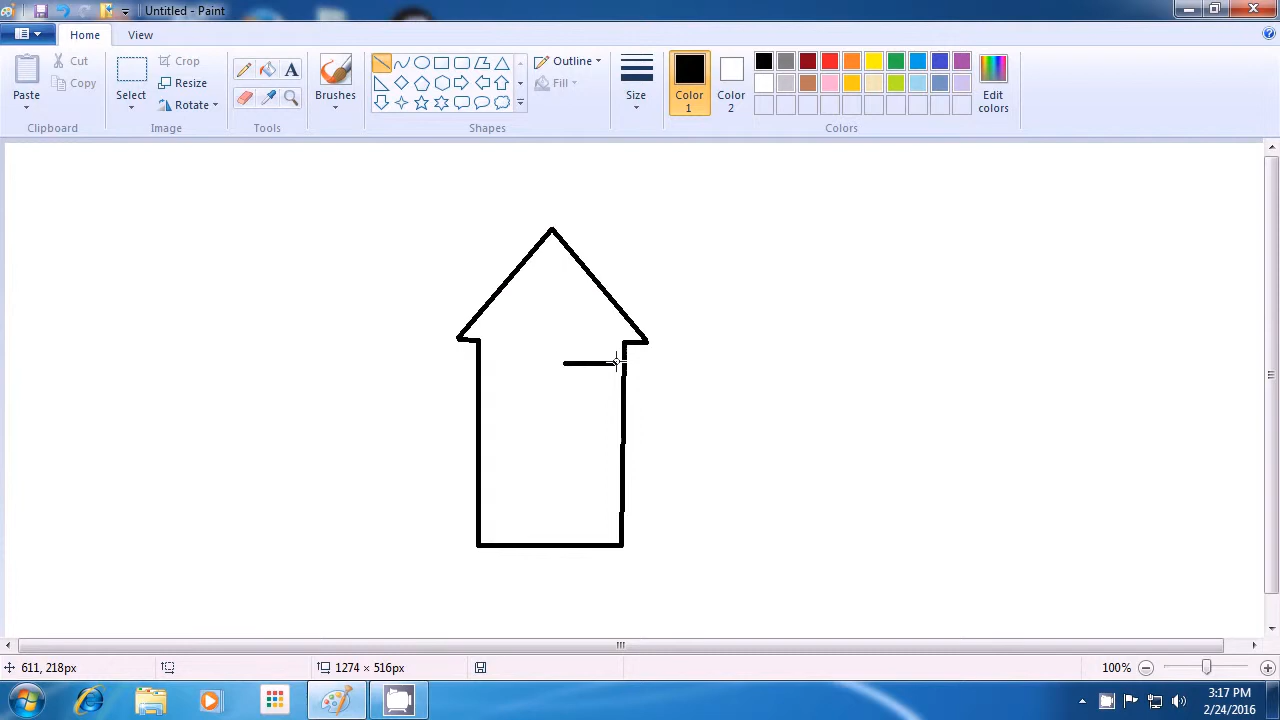 Untitled - Paint
Home View
Paste
Cut
Copy
Clipboard
Select
Crop
Resize
Rotate
Image
A
Tools
Brushes
Shapes
Outline
Fill
Size
Color 1
Color 2
Edit colors
Colors
611, 218px
1274 × 516px
100%
3:17 PM
2/24/2016